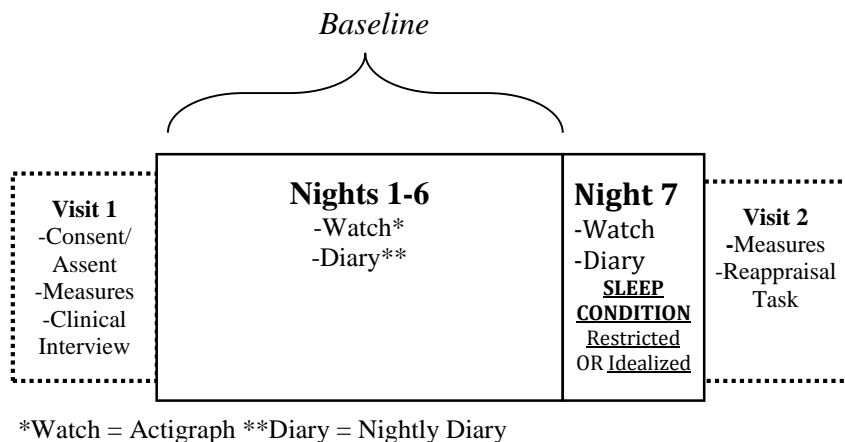 Baseline
Visit 1
-Consent/
Assent
-Measures
-Clinical
Interview
Nights 1-6
-Watch*
-Diary**
Night 7
-Watch
-Diary
SLEEP
CONDITION
Restricted
OR Idealized
Visit 2
-Measures
-Reappraisal
Task
*Watch = Actigraph **Diary = Nightly Diary